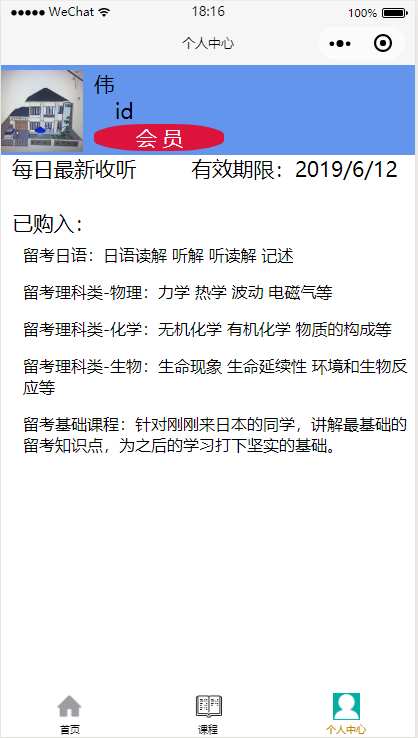 WeChat 18:16 100%
个人中心
伟
id
会员
每日最新收听 有效期限：2019/6/12
已购入：
留考日语：日语读解 听解 听读解 记述
留考理科类-物理：力学 热学 波动 电磁气等
留考理科类-化学：无机化学 有机化学 物质的构成等
留考理科类-生物：生命现象 生命延续性 环境和生物反
应等
留考基础课程：针对刚刚来日本的同学，讲解最基础的
留考知识点，为之后的学习打下坚实的基础。
首页 课程 个人中心